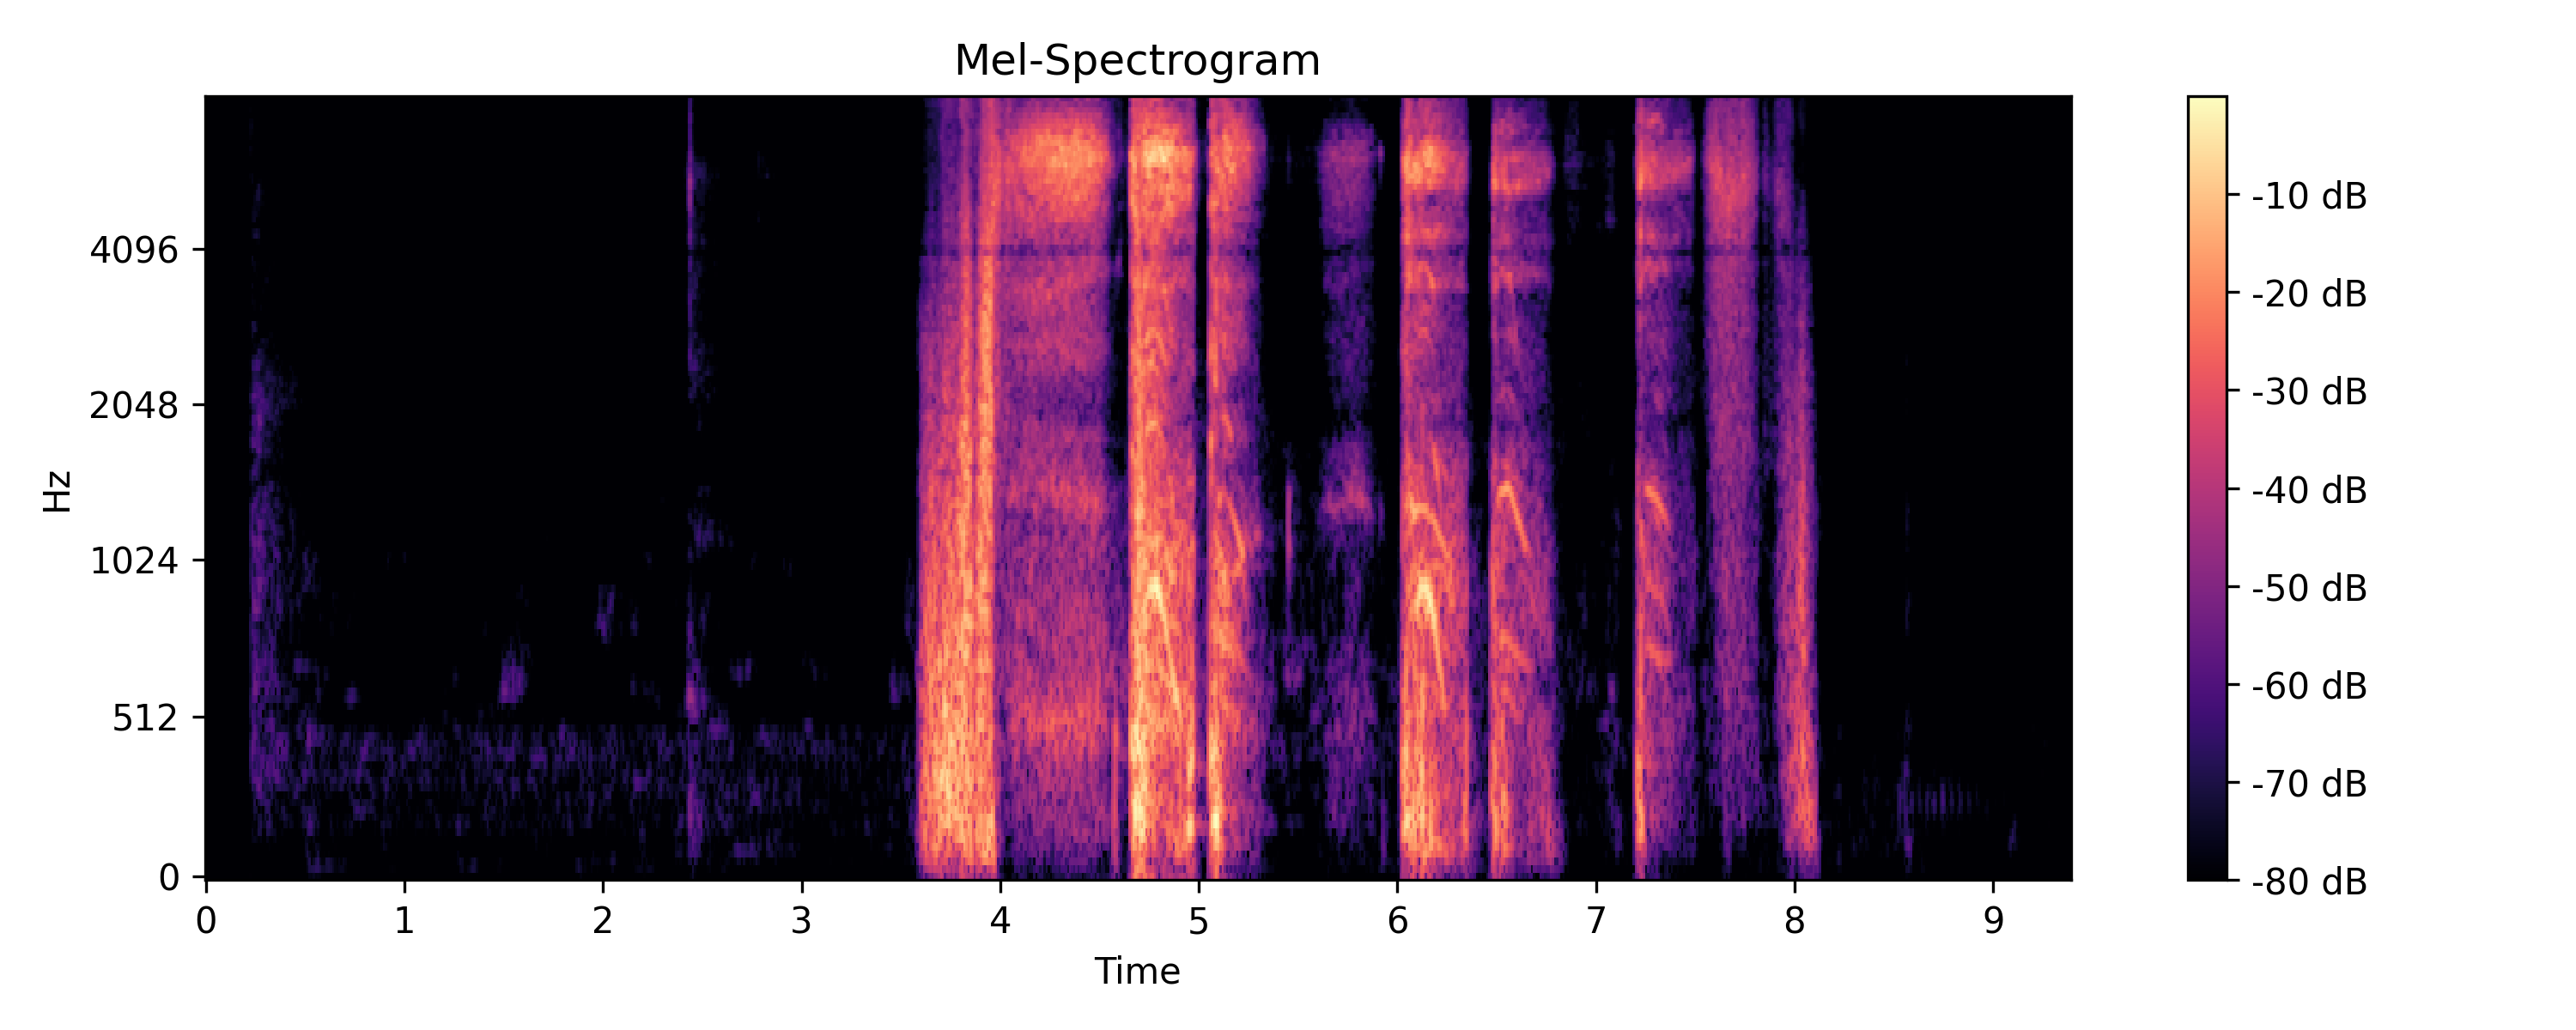 Mel-Spectrogram
Hz
4096
2048
1024
512
0
0 1 2 3 4 5 6 7 8 9
Time
-10 dB
-20 dB
-30 dB
-40 dB
-50 dB
-60 dB
-70 dB
-80 dB